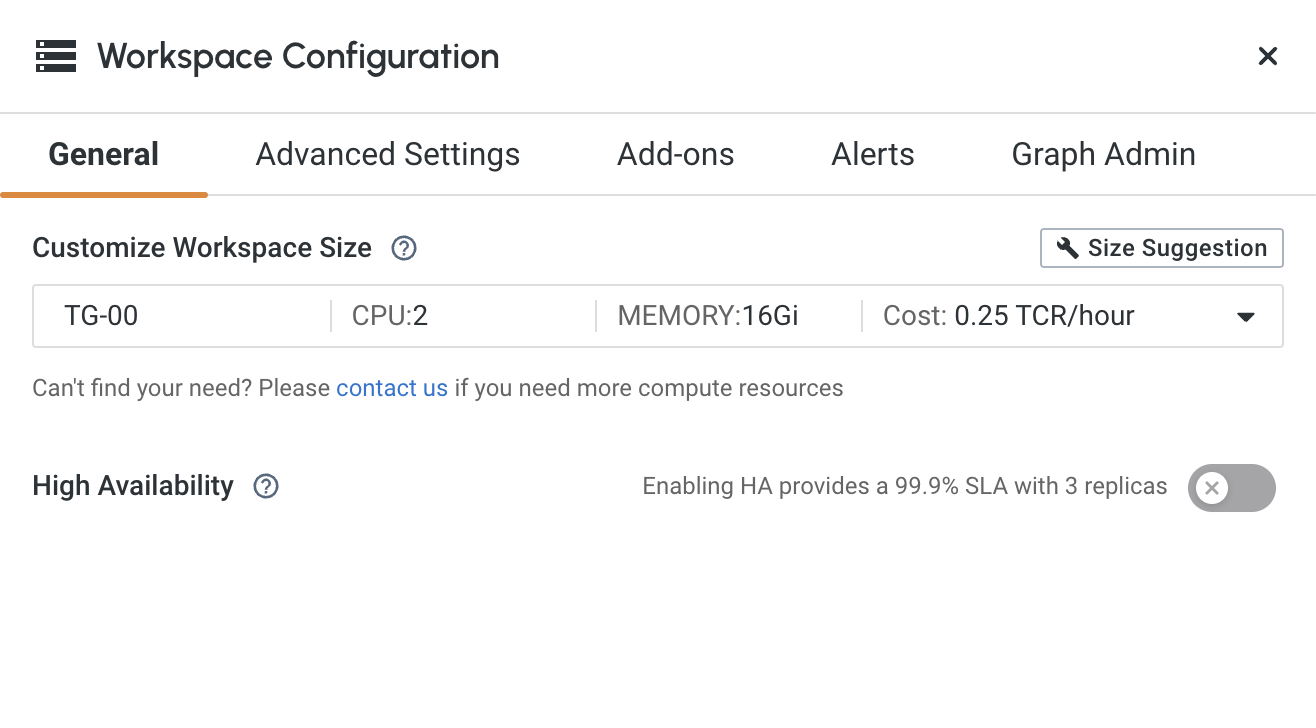 Workspace Configuration
General Advanced Settings Add-ons Alerts Graph Admin
Customize Workspace Size Size Suggestion
TG-00 CPU:2 MEMORY:16Gi Cost: 0.25 TCR/hour
Can't find your need? Please contact us if you need more compute resources
High Availability Enabling HA provides a 99.9% SLA with 3 replicas